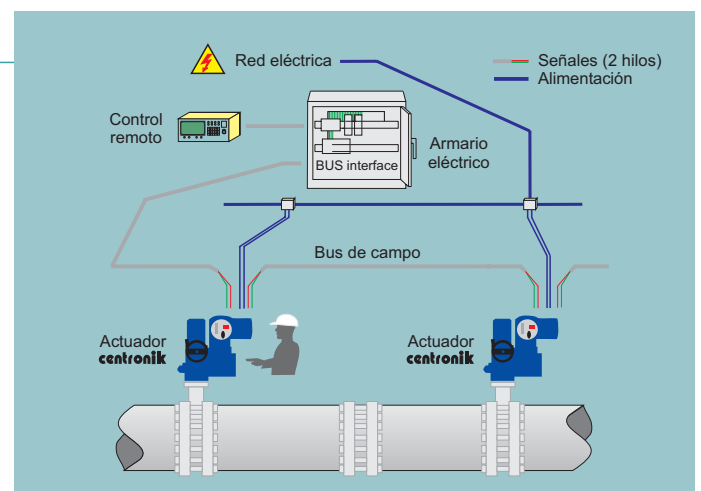 Red eléctrica
Señales (2 hilos)
Alimentación
Control
remoto
Armario
eléctrico
BUS interface
Bus de campo
Actuador
centronik
Actuador
centronik